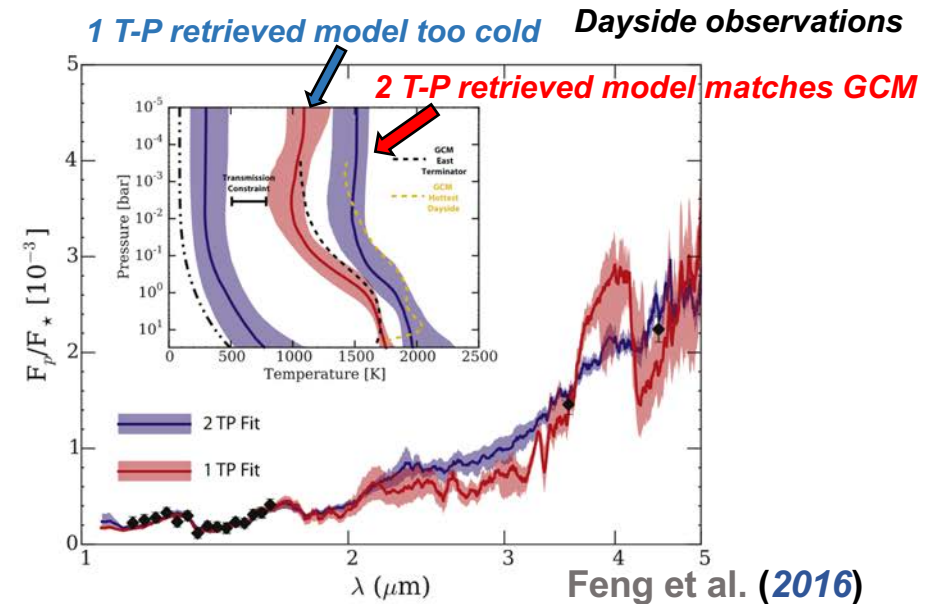 1 T-P retrieved model too cold
Dayside observations
2 T-P retrieved model matches GCM
5
4
3
2
1
0
F_p/F_⋆ [10^{-3}]
10^{-5}
10^{-4}
10^{-3}
10^{-2}
10^{-1}
10^{0}
10^{1}
Pressure [bar]
Transmission
Constraint
GCM
East
Terminator
GCM
Hottest
Dayside
0 500 1000 1500 2000 2500
Temperature [K]
2 TP Fit
1 TP Fit
1 2 3 4 5
λ (μm)
Feng et al. (2016)